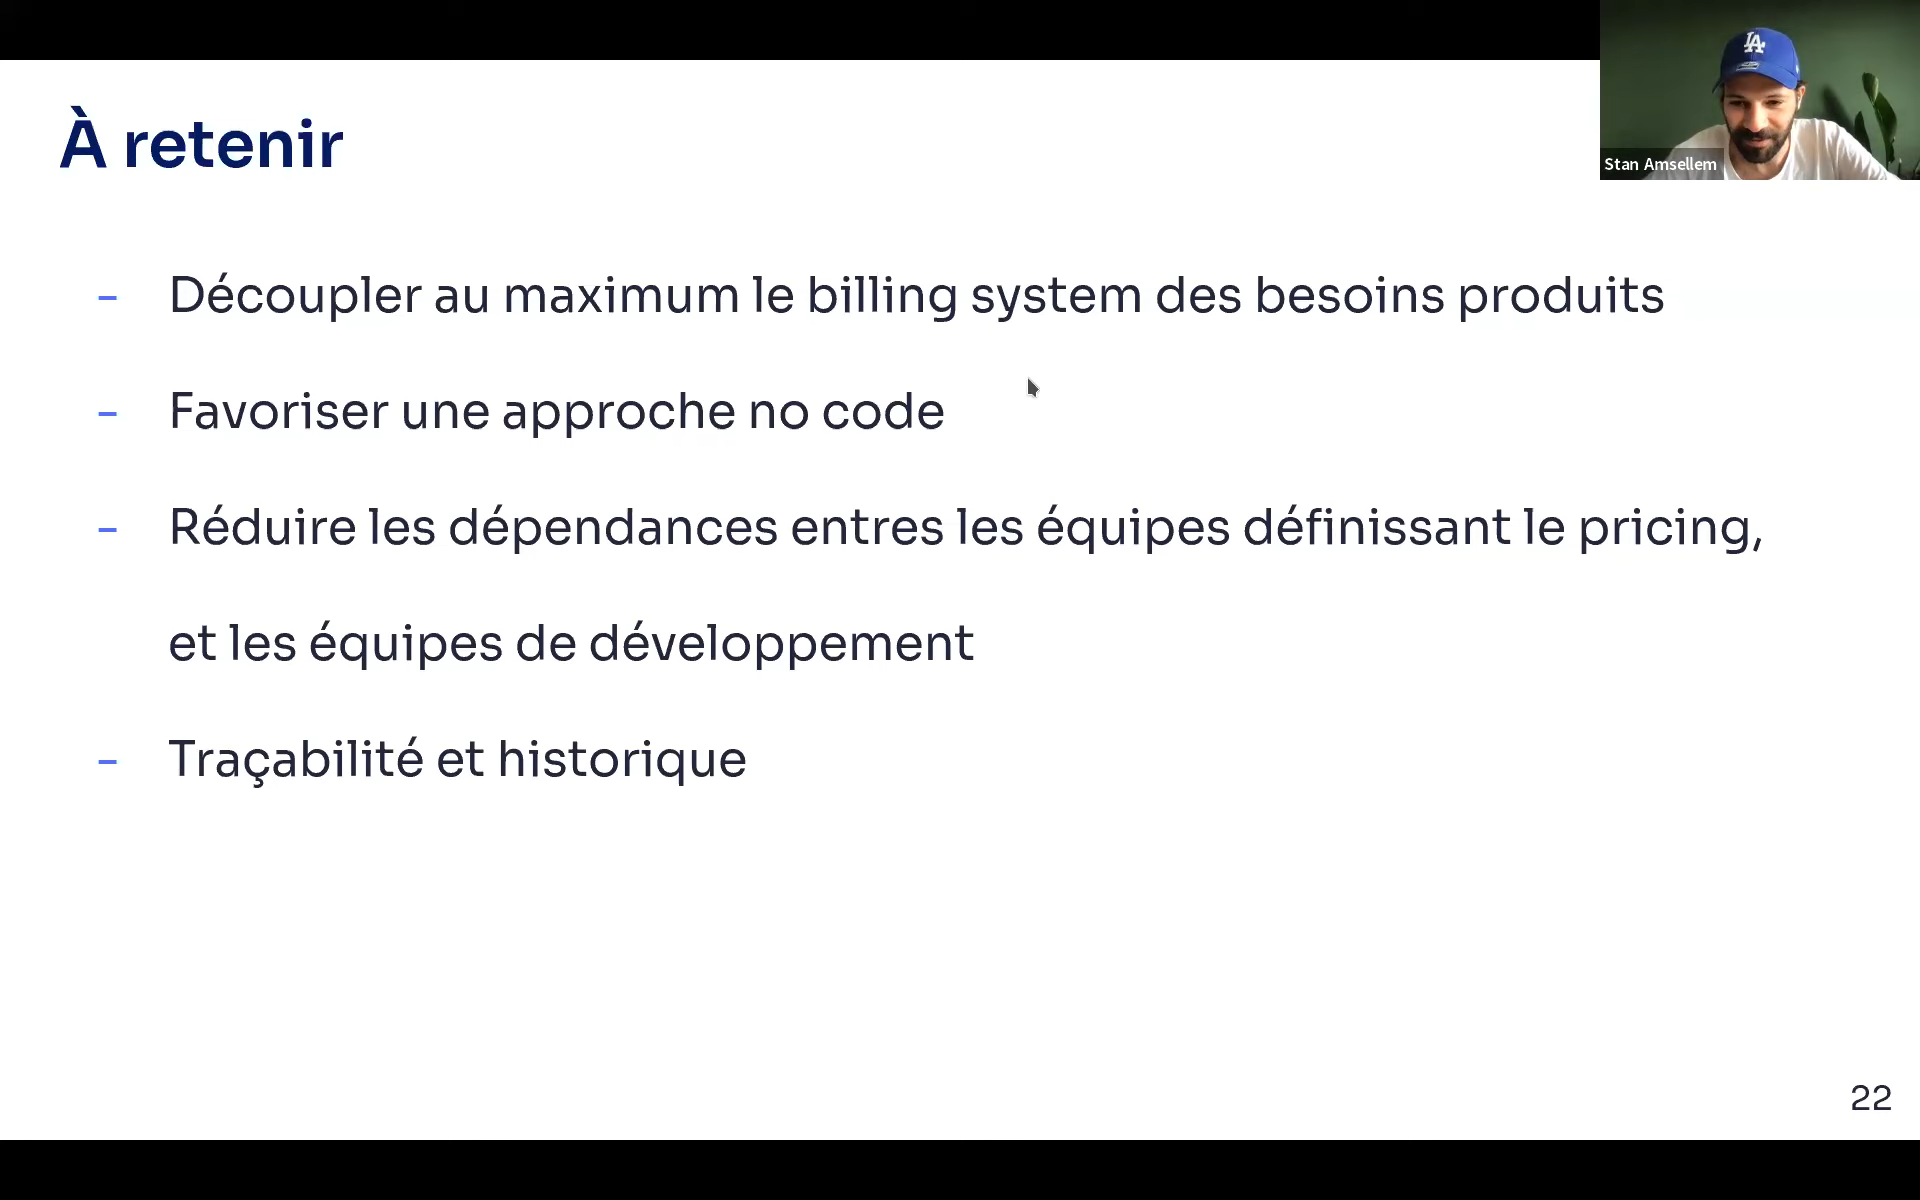 À retenir
LA
Stan Amsellem
- Découpler au maximum le billing system des besoins produits
- Favoriser une approche no code
- Réduire les dépendances entres les équipes définissant le pricing,
et les équipes de développement
- Traçabilité et historique
22